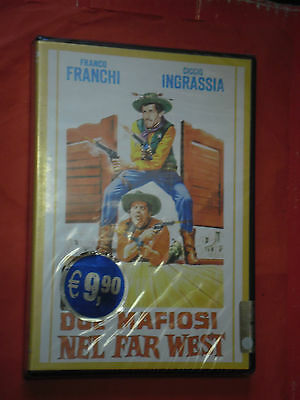 FRANCO
FRANCHI
CICCIO
INGRASSIA
€ 9,90
DUE MAFIOSI
NEL FAR WEST